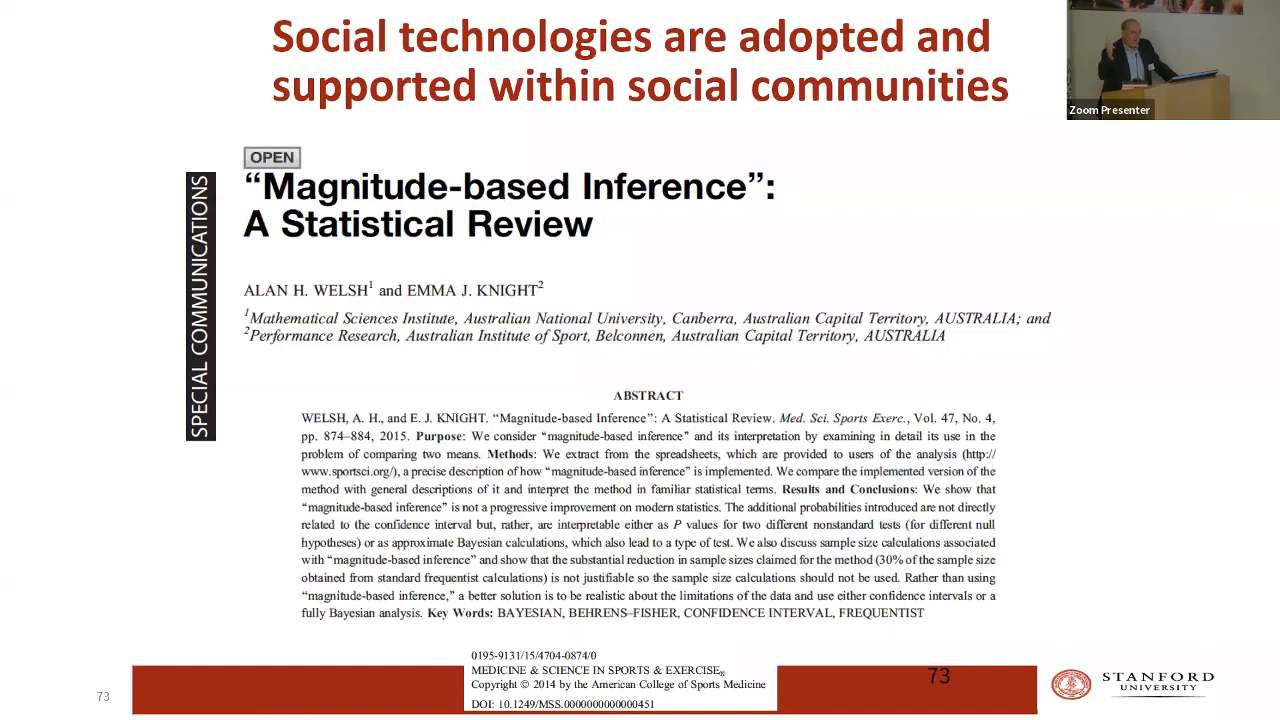 Social technologies are adopted and
supported within social communities
Zoom Presenter
OPEN
SPECIAL COMMUNICATIONS
“Magnitude-based Inference”:
A Statistical Review
ALAN H. WELSH1 and EMMA J. KNIGHT2
1Mathematical Sciences Institute, Australian National University, Canberra, Australian Capital Territory, AUSTRALIA; and
2Performance Research, Australian Institute of Sport, Belconnen, Australian Capital Territory, AUSTRALIA
ABSTRACT
WELSH, A. H., and E. J. KNIGHT. “Magnitude-based Inference”: A Statistical Review. Med. Sci. Sports Exerc., Vol. 47, No. 4,
pp. 874–884, 2015. Purpose: We consider “magnitude-based inference” and its interpretation by examining in detail its use in the
problem of comparing two means. Methods: We extract from the spreadsheets, which are provided to users of the analysis (http://
www.sportsci.org/), a precise description of how “magnitude-based inference” is implemented. We compare the implemented version of the
method with general descriptions of it and interpret the method in familiar statistical terms. Results and Conclusions: We show that
“magnitude-based inference” is not a progressive improvement on modern statistics. The additional probabilities introduced are not directly
related to the confidence interval but, rather, are interpretable either as P values for two different nonstandard tests (for different null
hypotheses) or as approximate Bayesian calculations, which also lead to a type of test. We also discuss sample size calculations associated
with “magnitude-based inference” and show that the substantial reduction in sample sizes claimed for the method (30% of the sample size
obtained from standard frequentist calculations) is not justifiable so the sample size calculations should not be used. Rather than using
“magnitude-based inference,” a better solution is to be realistic about the limitations of the data and use either confidence intervals or a
fully Bayesian analysis. Key Words: BAYESIAN, BEHRENS–FISHER, CONFIDENCE INTERVAL, FREQUENTIST
0195-9131/15/4704-0874/0
MEDICINE & SCIENCE IN SPORTS & EXERCISE®
Copyright © 2014 by the American College of Sports Medicine
DOI: 10.1249/MSS.0000000000000451
73
73
STANFORD
UNIVERSITY